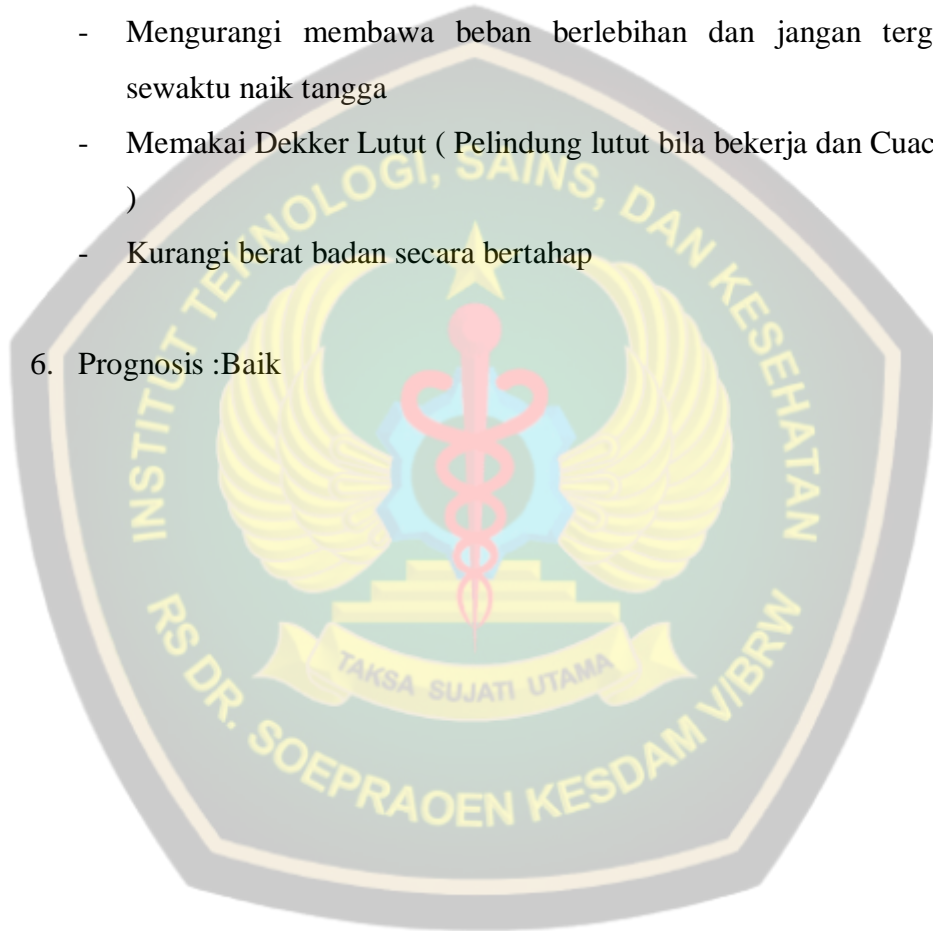 - Mengurangi membawa beban berlebihan dan jangan terg
sewaktu naik tangga
- Memakai Dekker Lutut ( Pelindung lutut bila bekerja dan Cuac
)
- Kurangi berat badan secara bertahap
6. Prognosis :Baik
INSTITUT TEKNOLOGI, SAINS, DAN KESEHATAN
TAKSA SUJATI UTAMA
RS DR. SOEPRAOEN KESDAM V/BRW